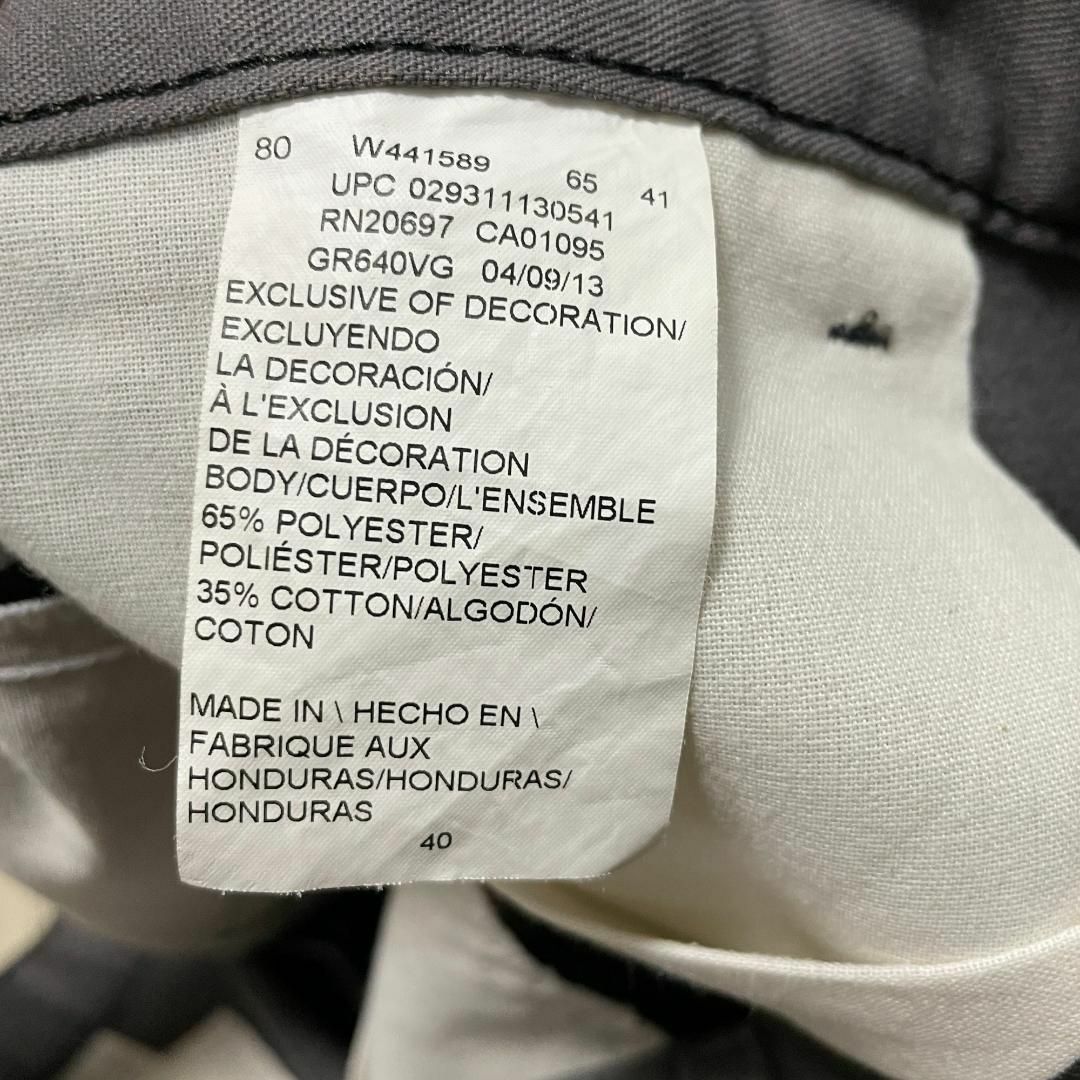 80 W441589 65 41
UPC 029311130541
RN20697 CA01095
GR640VG 04/09/13
EXCLUSIVE OF DECORATION/
EXCLUYENDO
LA DECORACIÓN/
À L'EXCLUSION
DE LA DÉCORATION
BODY/CUERPO/L'ENSEMBLE
65% POLYESTER/
POLIÉSTER/POLYESTER
35% COTTON/ALGODÓN/
COTON
MADE IN \ HECHO EN \
FABRIQUE AUX
HONDURAS/HONDURAS/
HONDURAS
40